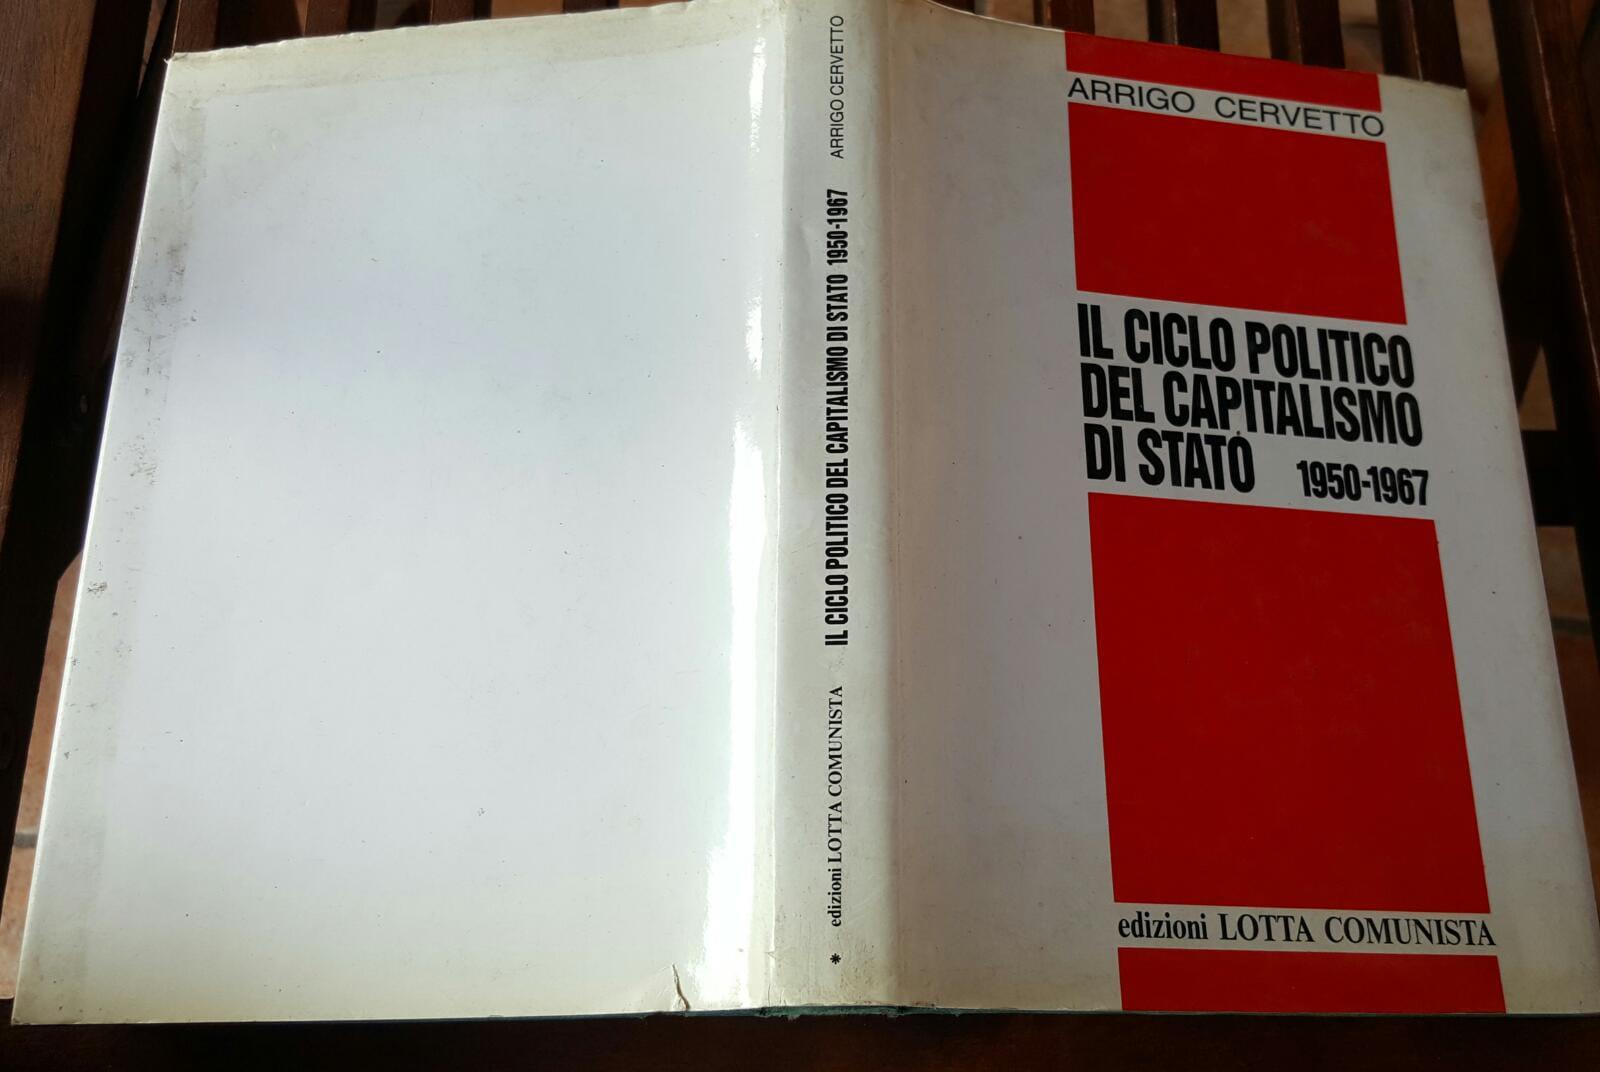 ARRIGO CERVETTO
IL CICLO POLITICO
DEL CAPITALISMO
DI STATO 1950-1967
edizioni LOTTA COMUNISTA
* edizioni LOTTA COMUNISTA IL CICLO POLITICO DEL CAPITALISMO DI STATO 1950-1967 ARRIGO CERVETTO